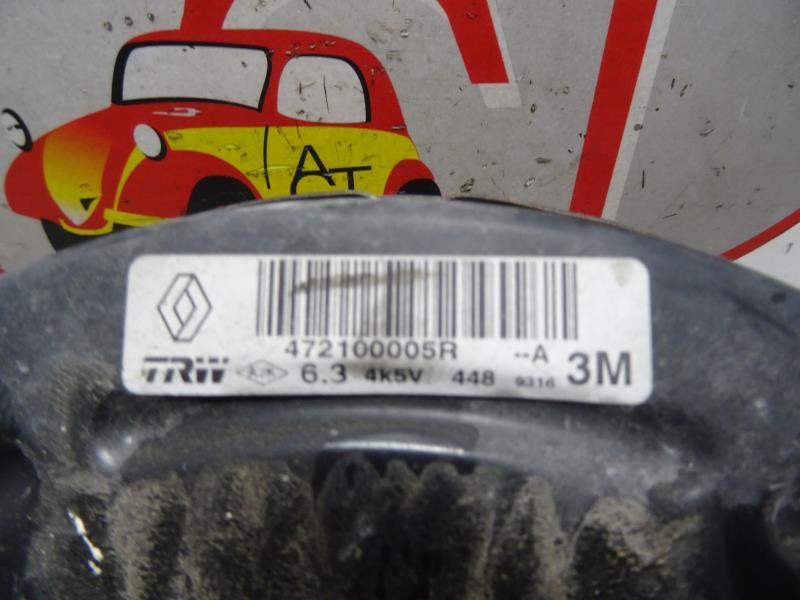 AT
472100005R --A
TRW A/R 6.3 4k5V 448 9316 3M